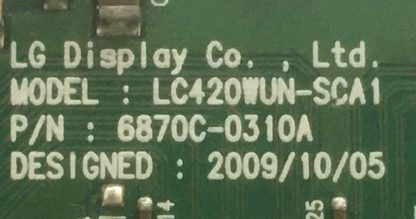 LG Display Co. , Ltd.
MODEL : LC420WUN-SCA1
P/N : 6870C-0310A
DESIGNED : 2009/10/05